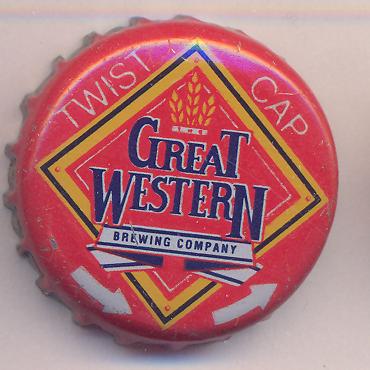 TWIST CAP
GREAT
WESTERN
BREWING COMPANY